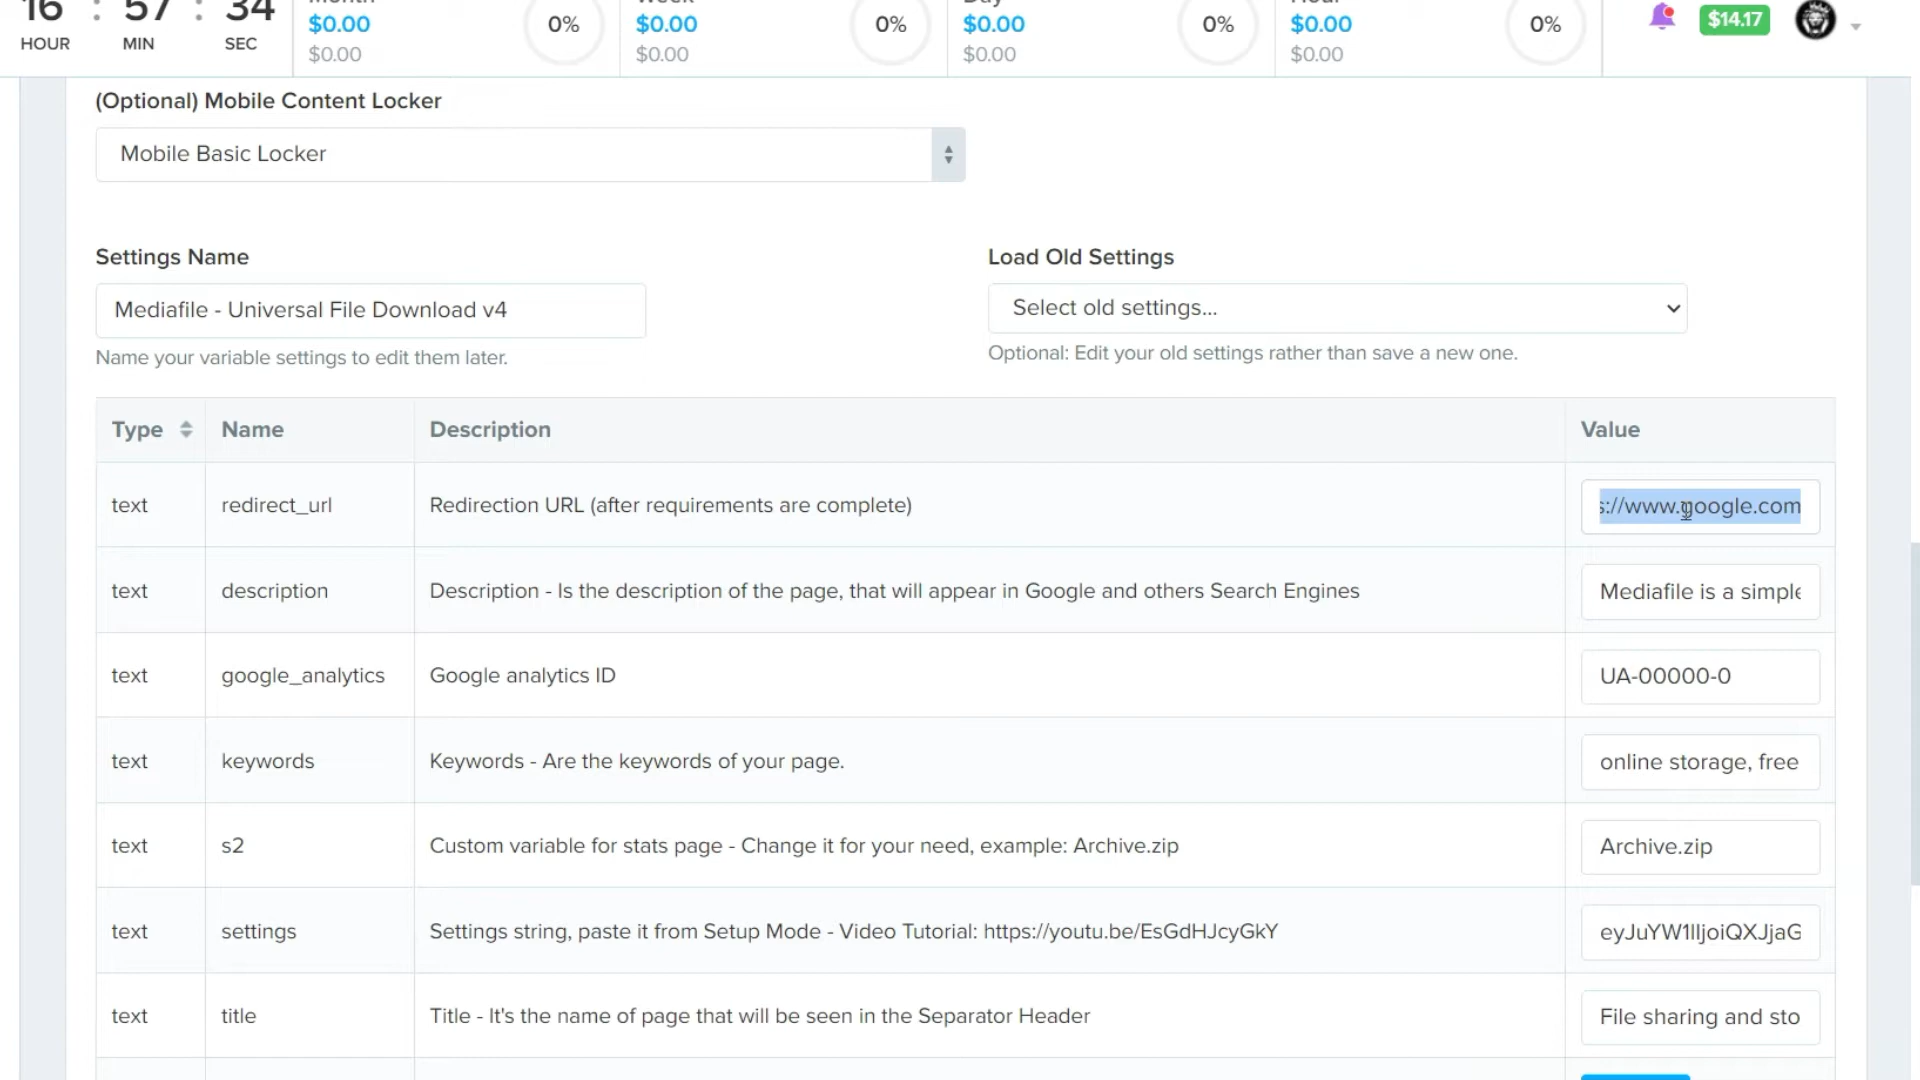 16 : 57 : 34
HOUR MIN SEC
Month
$0.00
$0.00
0%
Week
$0.00
$0.00
0%
Day
$0.00
$0.00
0%
Hour
$0.00
$0.00
0%
$14.17
(Optional) Mobile Content Locker
Mobile Basic Locker
Settings Name
Load Old Settings
Mediafile - Universal File Download v4
Select old settings...
Name your variable settings to edit them later.
Optional: Edit your old settings rather than save a new one.
Type Name Description Value
text redirect_url Redirection URL (after requirements are complete) s://www.google.com
text description Description - Is the description of the page, that will appear in Google and others Search Engines Mediafile is a simple
text google_analytics Google analytics ID UA-00000-0
text keywords Keywords - Are the keywords of your page. online storage, free
text s2 Custom variable for stats page - Change it for your need, example: Archive.zip Archive.zip
text settings Settings string, paste it from Setup Mode - Video Tutorial: https://youtu.be/EsGdHJcyGkY eyJuYW1lIjoiQXJjaG
text title Title - It's the name of page that will be seen in the Separator Header File sharing and sto